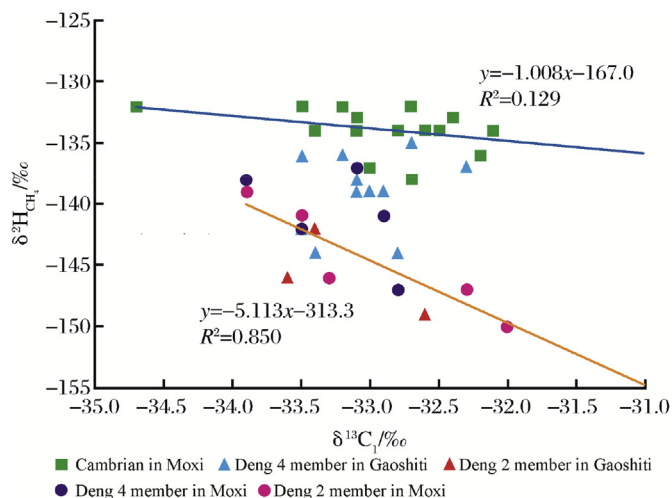 −125
−130
−135
−140
−145
−150
−155
δ²H_CH₄/‰
y=−1.008x−167.0
R²=0.129
y=−5.113x−313.3
R²=0.850
−35.0 −34.5 −34.0 −33.5 −33.0 −32.5 −32.0 −31.5 −31.0
δ¹³C₁/‰
Cambrian in Moxi Deng 4 member in Gaoshiti Deng 2 member in Gaoshiti
Deng 4 member in Moxi Deng 2 member in Moxi